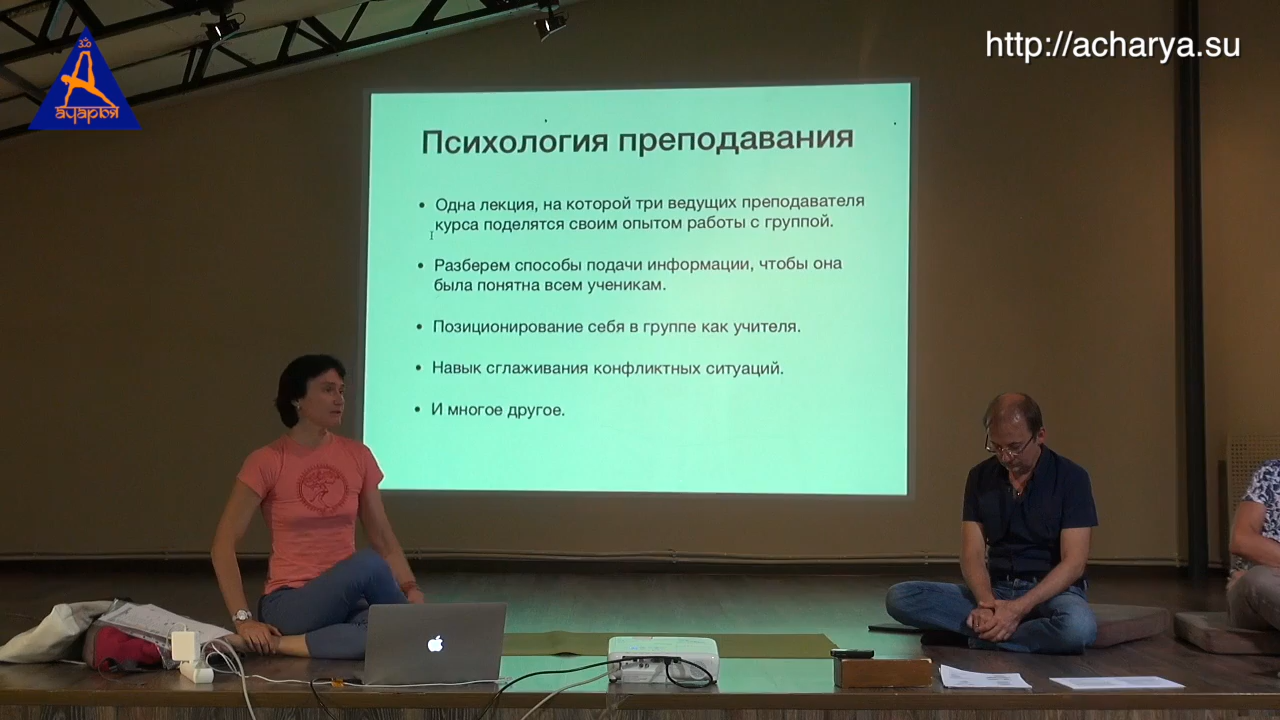 http://acharya.su
ॐ
ачарья
Психология преподавания
• Одна лекция, на которой три ведущих преподавателя
курса поделятся своим опытом работы с группой.
• Разберем способы подачи информации, чтобы она
была понятна всем ученикам.
• Позиционирование себя в группе как учителя.
• Навык сглаживания конфликтных ситуаций.
• И многое другое.